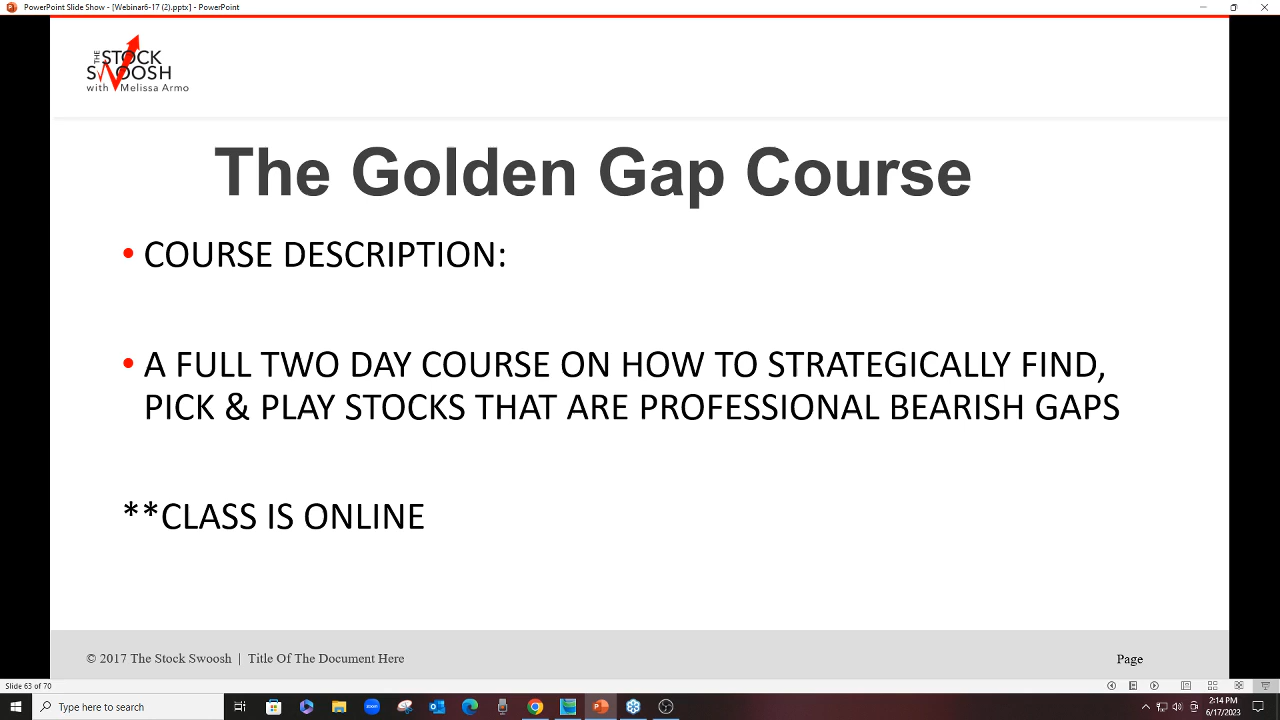 PowerPoint Slide Show - [Webinar6-17 (2).pptx] - PowerPoint
THE STOCK
SWOOSH
with Melissa Armo
The Golden Gap Course
• COURSE DESCRIPTION:
• A FULL TWO DAY COURSE ON HOW TO STRATEGICALLY FIND,
PICK & PLAY STOCKS THAT ARE PROFESSIONAL BEARISH GAPS
**CLASS IS ONLINE
© 2017 The Stock Swoosh | Title Of The Document Here
Page
Slide 63 of 70
Type here to search
zoom
2:14 PM
6/17/2023